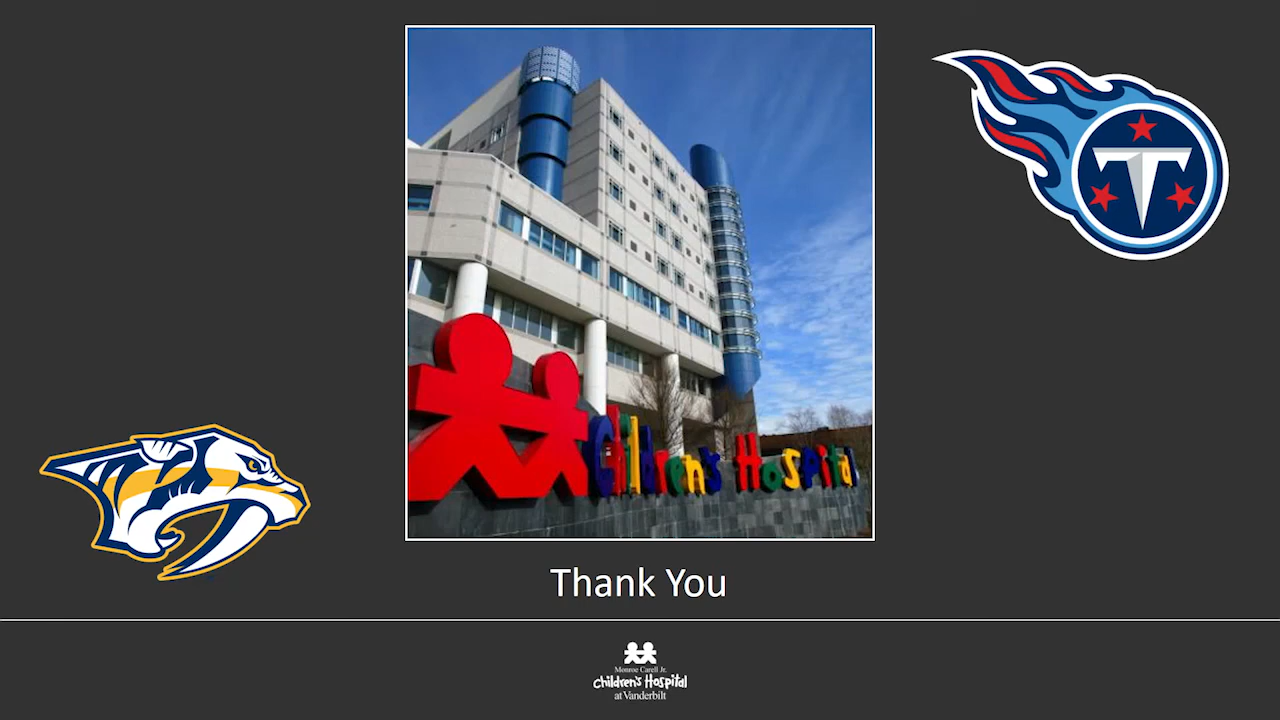 T
Children's Hospital
Thank You
Monroe Carell Jr.
Children's Hospital
at Vanderbilt